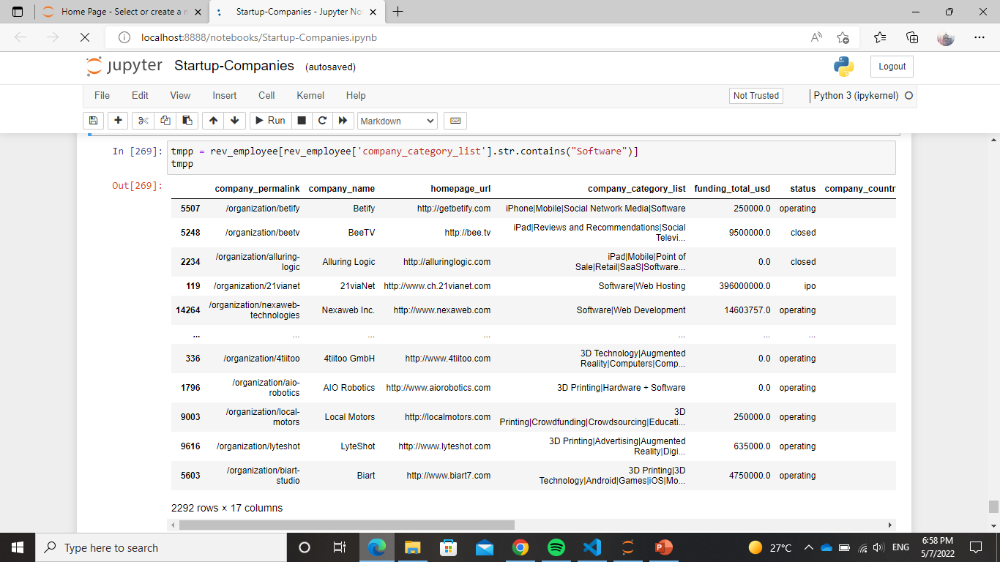 Home Page - Select or create a n
Startup-Companies - Jupyter No
localhost:8888/notebooks/Startup-Companies.ipynb
jupyter Startup-Companies (autosaved)
Logout
File Edit View Insert Cell Kernel Help
Not Trusted
Python 3 (ipykernel)
Run
Markdown
In [269]: tmpp = rev_employee[rev_employee['company_category_list'].str.contains("Software")]
tmpp
Out[269]:
company_permalink company_name homepage_url company_category_list funding_total_usd status company_countr
5507 /organization/betify Betify http://getbetify.com iPhone|Mobile|Social Network Media|Software 250000.0 operating
5248 /organization/beetv BeeTV http://bee.tv iPad|Reviews and Recommendations|Social
Televi... 9500000.0 closed
2234 /organization/alluring-
logic Alluring Logic http://alluringlogic.com iPad|Mobile|Point of
Sale|Retail|SaaS|Software... 0.0 closed
119 /organization/21vianet 21viaNet http://www.ch.21vianet.com Software|Web Hosting 396000000.0 ipo
14264 /organization/nexaweb-
technologies Nexaweb Inc. http://www.nexaweb.com Software|Web Development 14603757.0 operating
... ... ... ... ... ... ...
336 /organization/4tiitoo 4tiitoo GmbH http://www.4tiitoo.com 3D Technology|Augmented
Reality|Computers|Comp... 0.0 operating
1796 /organization/aio-
robotics AIO Robotics http://www.aiorobotics.com 3D Printing|Hardware + Software 0.0 operating
9003 /organization/local-
motors Local Motors http://localmotors.com 3D
Printing|Crowdfunding|Crowdsourcing|Educati... 250000.0 operating
9616 /organization/lyteshot LyteShot http://www.lyteshot.com 3D Printing|Advertising|Augmented
Reality|Digi... 635000.0 operating
5603 /organization/biart-
studio Biart http://www.biart7.com 3D Printing|3D
Technology|Android|Games|iOS|Mo... 4750000.0 operating
2292 rows × 17 columns
Type here to search
27°C
ENG
6:58 PM
5/7/2022